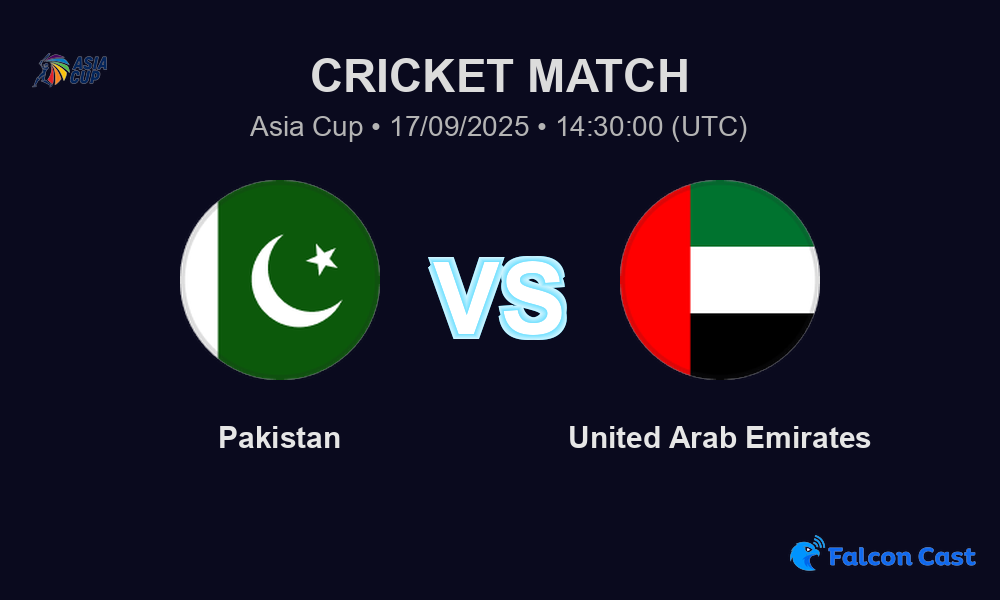 ASIA
CUP
CRICKET MATCH
Asia Cup • 17/09/2025 • 14:30:00 (UTC)
VS
Pakistan
United Arab Emirates
Falcon Cast